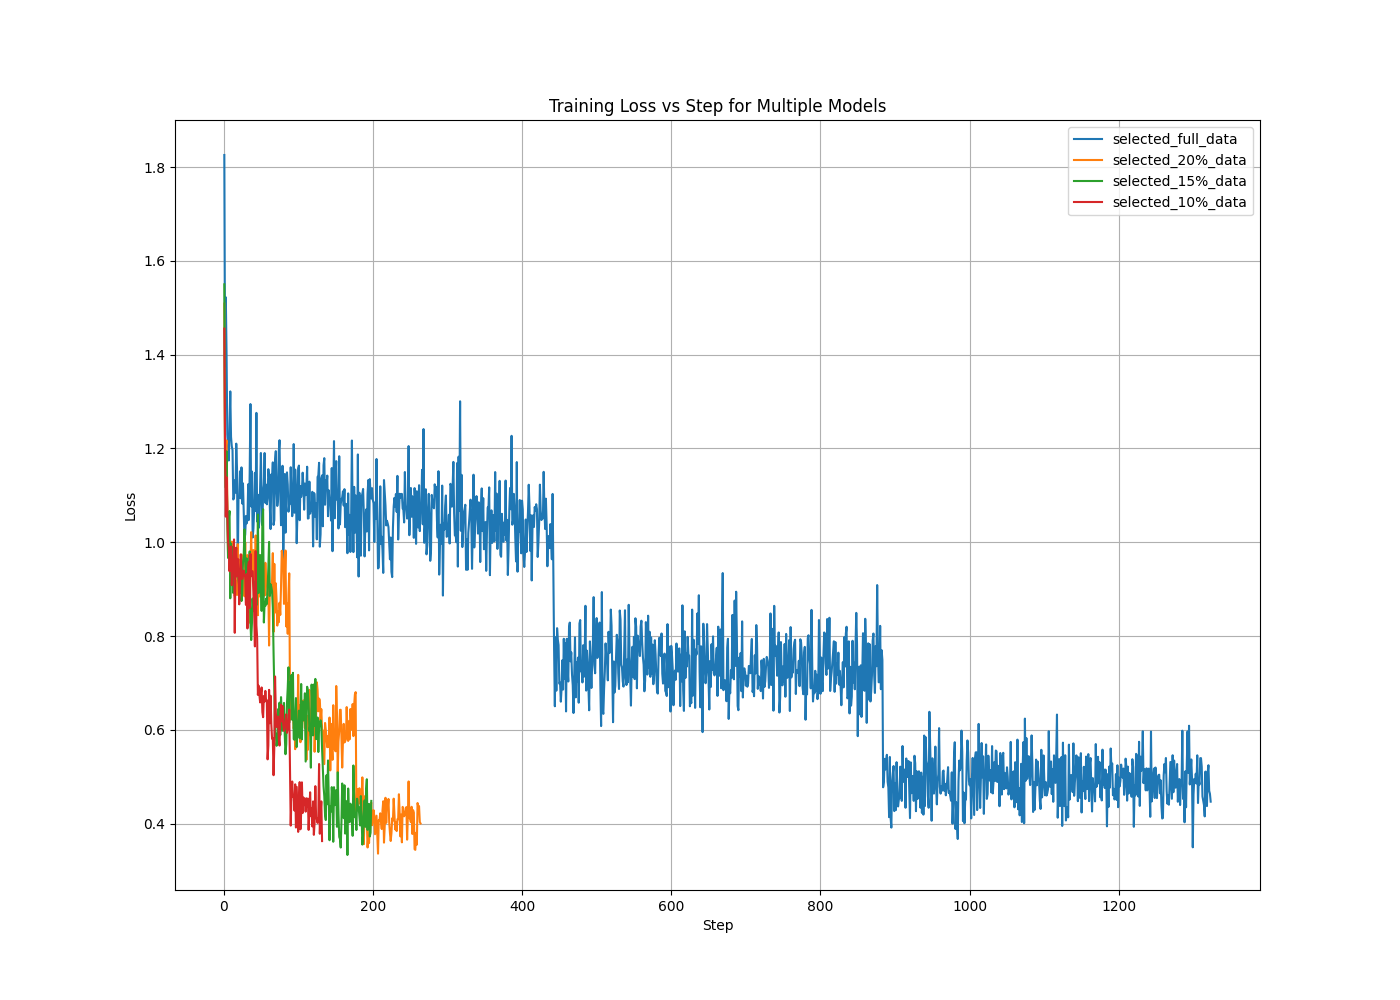 Training Loss vs Step for Multiple Models
selected_full_data
selected_20%_data
selected_15%_data
selected_10%_data
1.8
1.6
1.4
1.2
1.0
0.8
0.6
0.4
Loss
0 200 400 600 800 1000 1200
Step